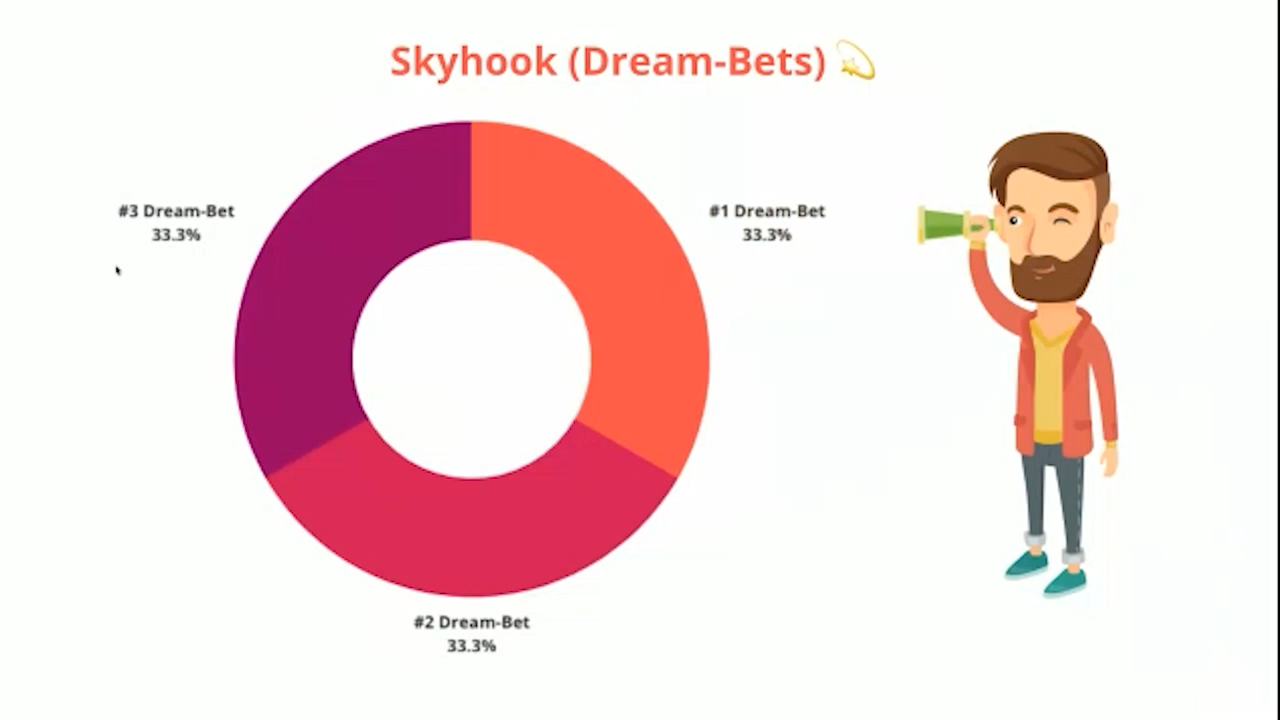 Skyhook (Dream-Bets) 💫
#3 Dream-Bet
33.3%
#1 Dream-Bet
33.3%
#2 Dream-Bet
33.3%